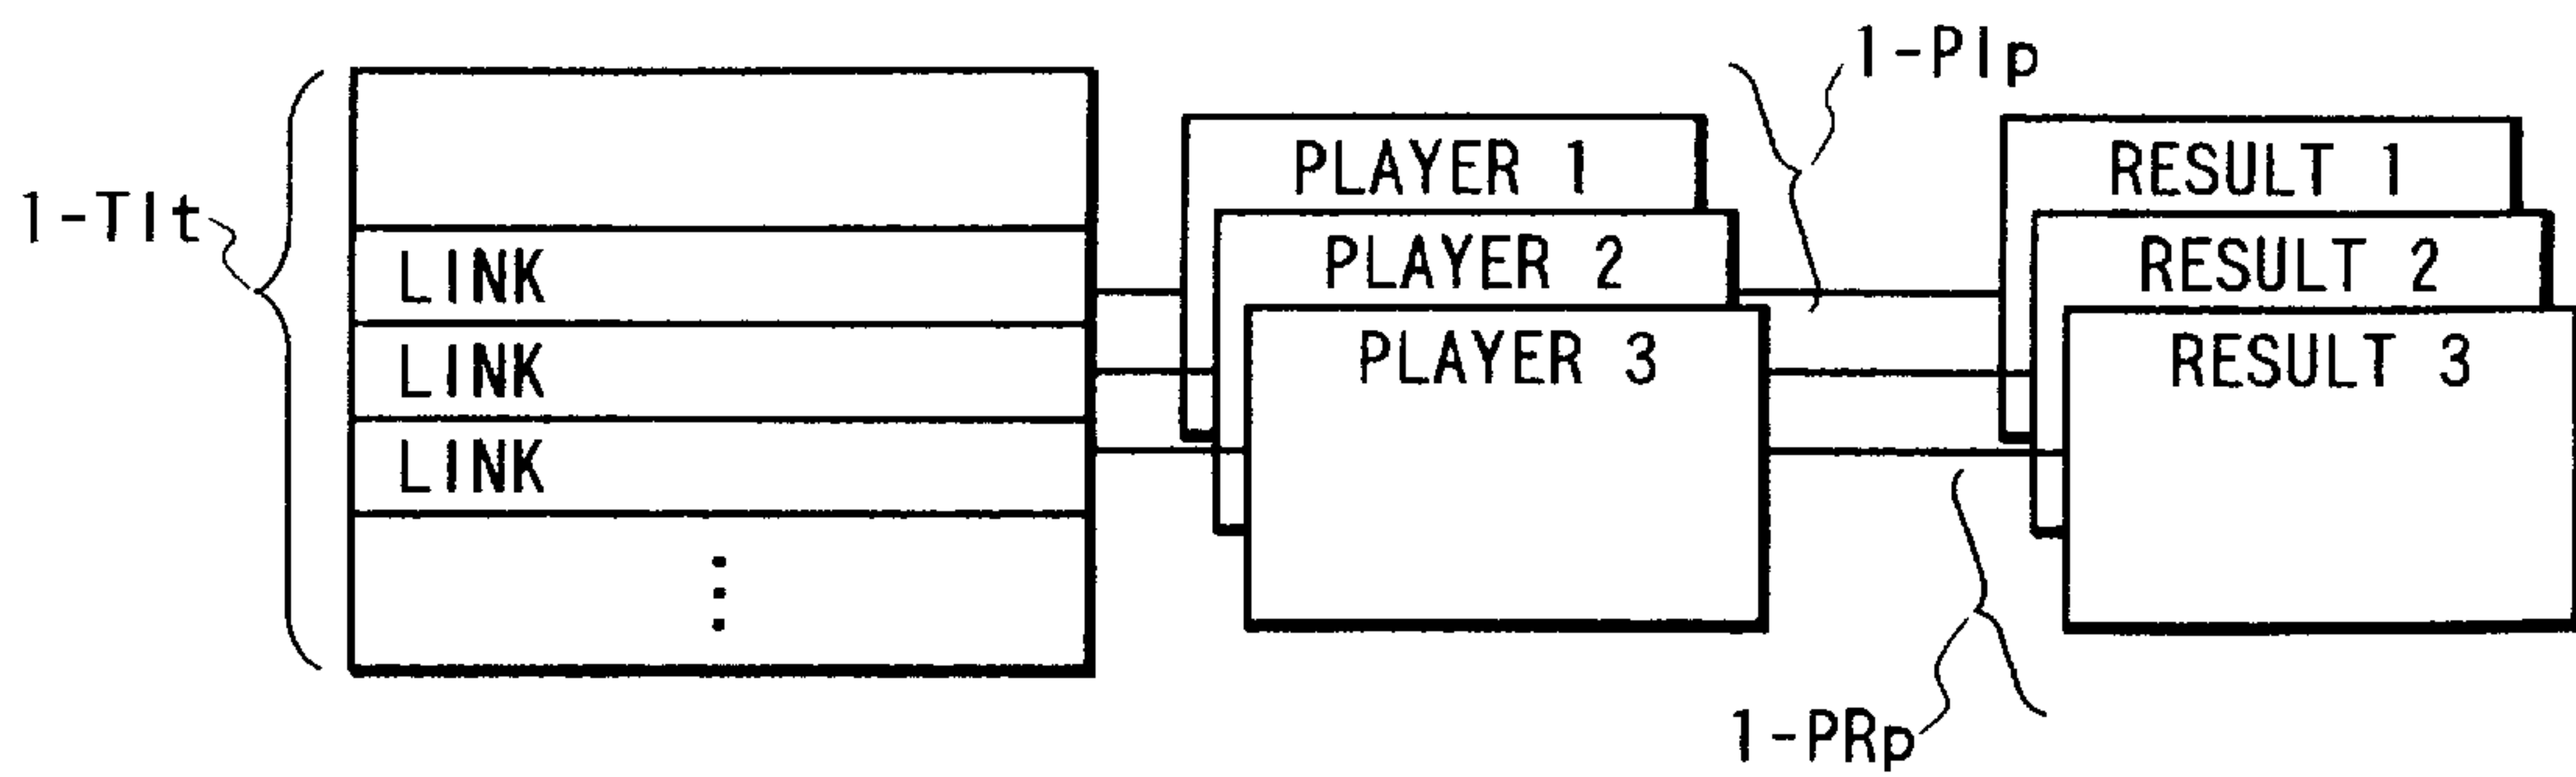 1-PIp
PLAYER 1
RESULT 1
1-TIt
PLAYER 2
RESULT 2
LINK
PLAYER 3
RESULT 3
LINK
LINK
1-PRp